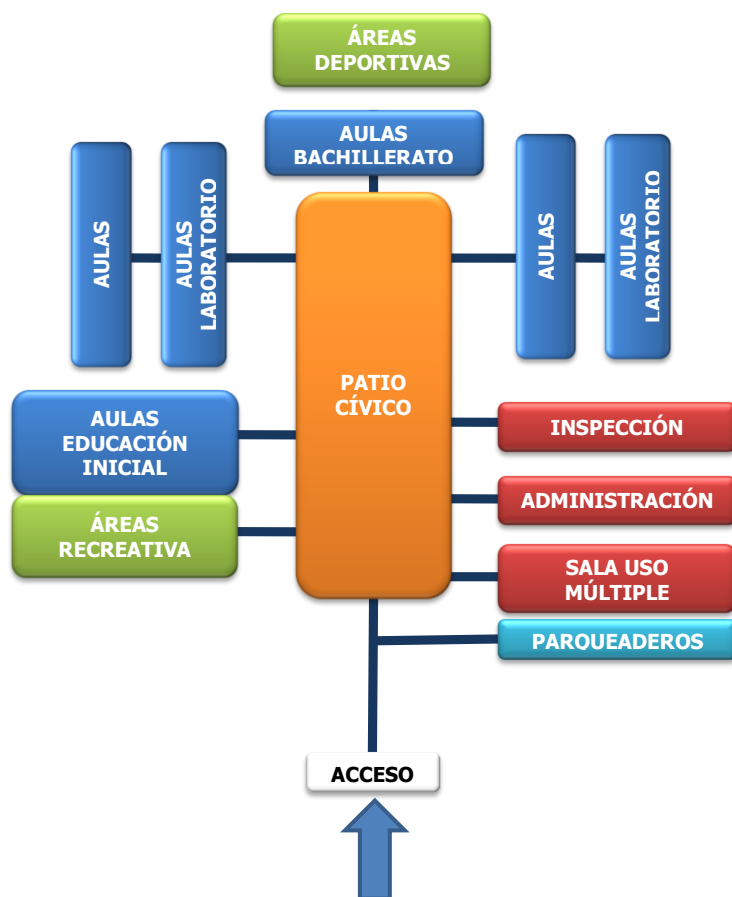 ÁREAS
DEPORTIVAS
AULAS
BACHILLERATO
AULAS
AULAS
LABORATORIO
AULAS
AULAS
LABORATORIO
PATIO
CÍVICO
AULAS
EDUCACIÓN
INICIAL
INSPECCIÓN
ADMINISTRACIÓN
ÁREAS
RECREATIVA
SALA USO
MÚLTIPLE
PARQUEADEROS
ACCESO